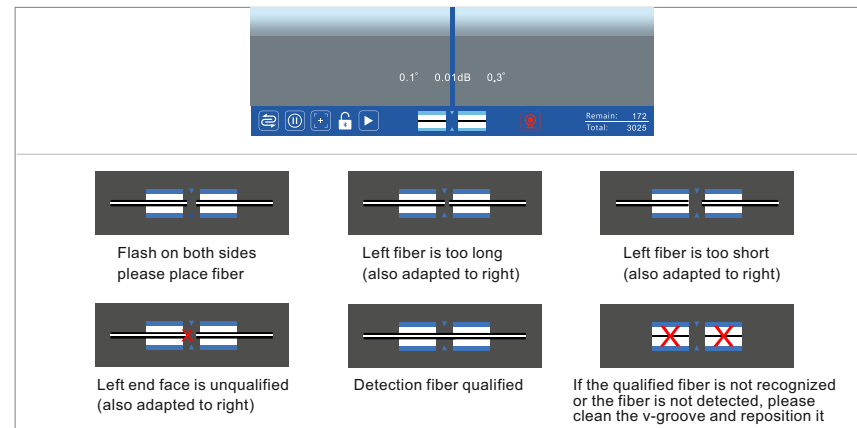 0.1° 0.01dB 0.3°
Remain: 172
Total: 3025
Flash on both sides
please place fiber
Left fiber is too long
(also adapted to right)
Left fiber is too short
(also adapted to right)
Left end face is unqualified
(also adapted to right)
Detection fiber qualified
If the qualified fiber is not recognized
or the fiber is not detected, please
clean the v-groove and reposition it